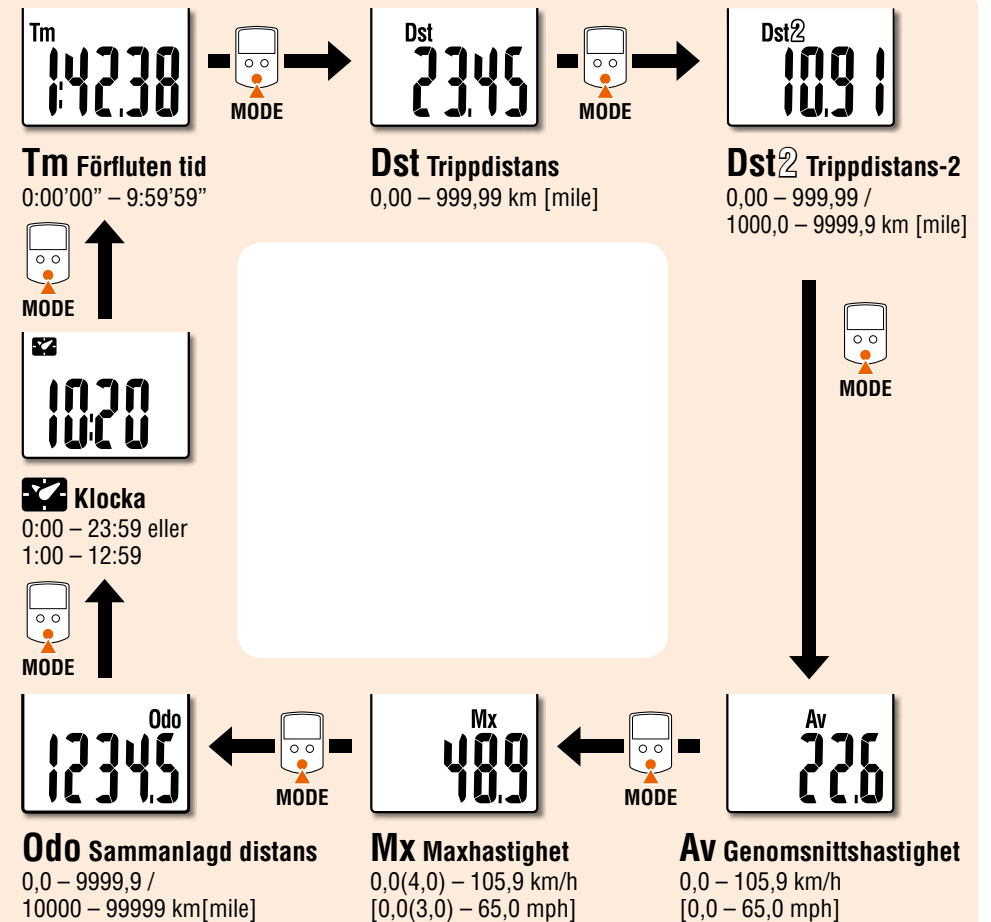 Tm
1:42.38
MODE
Dst
23.45
MODE
Dst2
10.91
Tm Förfluten tid
0:00’00” – 9:59’59”
Dst Trippdistans
0,00 – 999,99 km [mile]
Dst2 Trippdistans-2
0,00 – 999,99 /
1000,0 – 9999,9 km [mile]
MODE
MODE
10:20
Klocka
0:00 – 23:59 eller
1:00 – 12:59
MODE
Odo
12345
MODE
Mx
48.9
MODE
Av
22.6
Odo Sammanlagd distans
0,0 – 9999,9 /
10000 – 99999 km[mile]
Mx Maxhastighet
0,0(4,0) – 105,9 km/h
[0,0(3,0) – 65,0 mph]
Av Genomsnittshastighet
0,0 – 105,9 km/h
[0,0 – 65,0 mph]